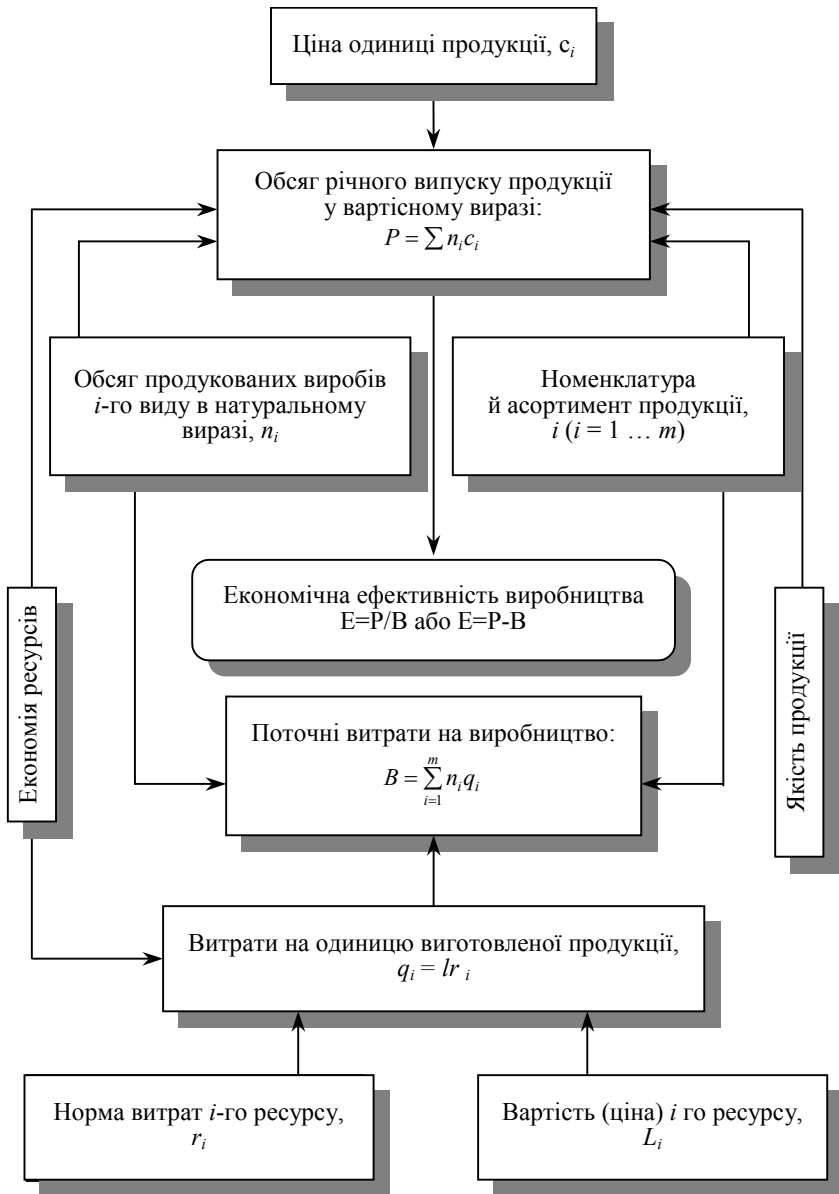 Ціна одиниці продукції, сi
Обсяг річного випуску продукції
у вартісному виразі:
P = ∑ nici
Обсяг продукованих виробів
i-го виду в натуральному
виразі, ni
Номенклатура
й асортимент продукції,
i (i = 1 … m)
Економічна ефективність виробництва
Е=Р/В або Е=Р-В
Економія ресурсів
Якість продукції
Поточні витрати на виробництво:
B = ∑_{i=1}^{m} niqi
Витрати на одиницю виготовленої продукції,
qi = lr i
Норма витрат i-го ресурсу,
ri
Вартість (ціна) i го ресурсу,
Li